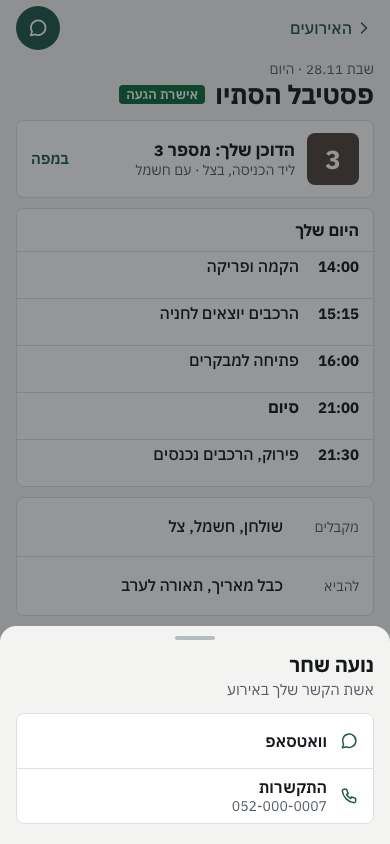 האירועים
שבת 28.11 · היום
פסטיבל הסתיו
אישרת הגעה
3
הדוכן שלך: מספר 3
ליד הכניסה, בצל · עם חשמל
במפה
היום שלך
14:00 הקמה ופריקה
15:15 הרכבים יוצאים לחניה
16:00 פתיחה למבקרים
21:00 סיום
21:30 פירוק, הרכבים נכנסים
מקבלים שולחן, חשמל, צל
להביא כבל מאריך, תאורה לערב
נועה שחר
אשת הקשר שלך באירוע
וואטסאפ
התקשרות
052-000-0007